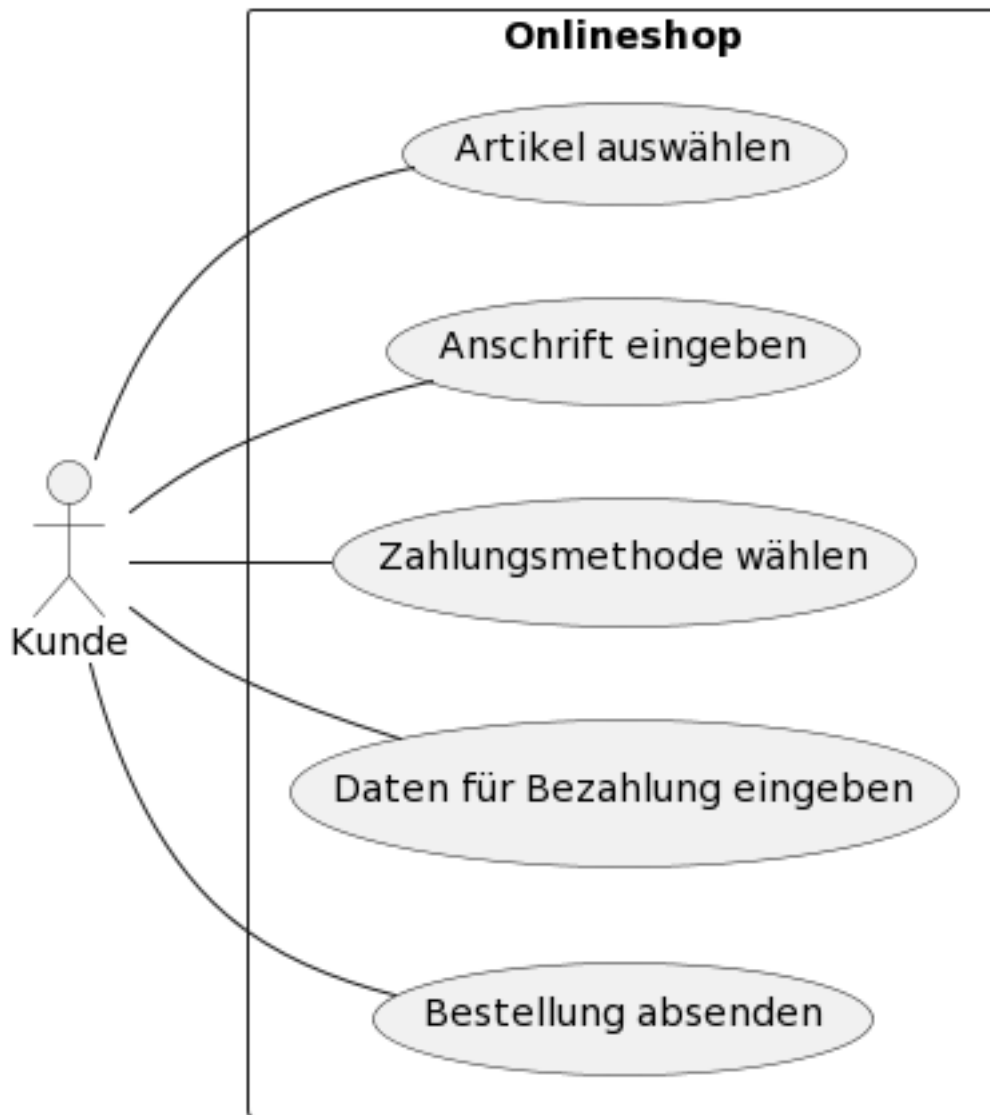 Onlineshop
Artikel auswählen
Anschrift eingeben
Zahlungsmethode wählen
Kunde
Daten für Bezahlung eingeben
Bestellung absenden